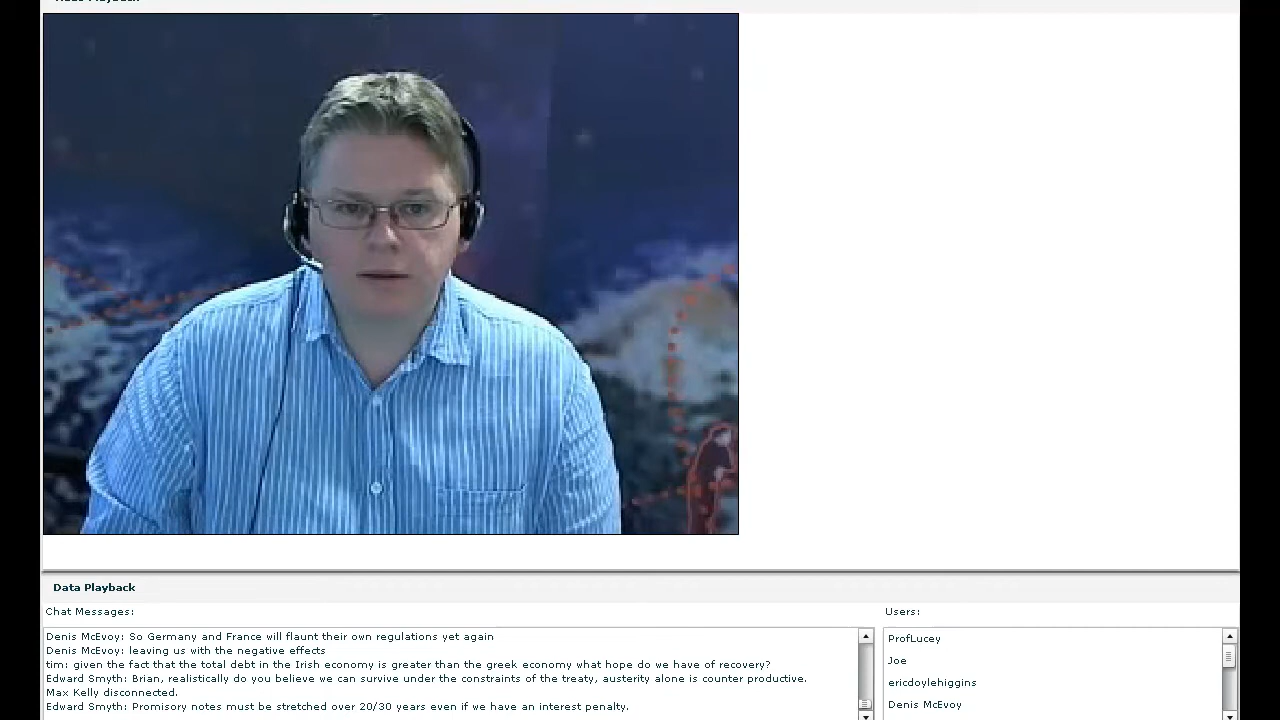 Data Playback
Chat Messages:
Users:
Denis McEvoy: So Germany and France will flaunt their own regulations yet again
Denis McEvoy: leaving us with the negative effects
tim: given the fact that the total debt in the Irish economy is greater than the greek economy what hope do we have of recovery?
Edward Smyth: Brian, realistically do you believe we can survive under the constraints of the treaty, austerity alone is counter productive.
Max Kelly disconnected.
Edward Smyth: Promisory notes must be stretched over 20/30 years even if we have an interest penalty.
ProfLucey
Joe
ericdoylehiggins
Denis McEvoy